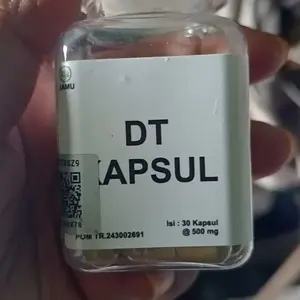 JAMU
DT
KAPSUL
Isi : 30 Kapsul
@ 500 mg
POM TR.243002691